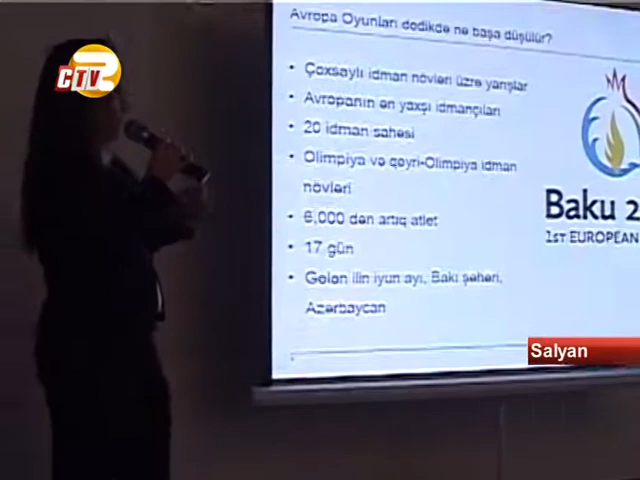 CTV
Avropa Oyunları dedikdə nə başa düşülür?
• Çoxsaylı idman növləri üzrə yarışlar
• Avropanın ən yaxşı idmançıları
• 20 idman sahəsi
• Olimpiya və qeyri-Olimpiya idman
növləri
• 6,000 dən artıq atlet
• 17 gün
• Gələn ilin iyun ayı, Bakı şəhəri,
Azərbaycan
Baku 2
1ST EUROPEAN
Salyan